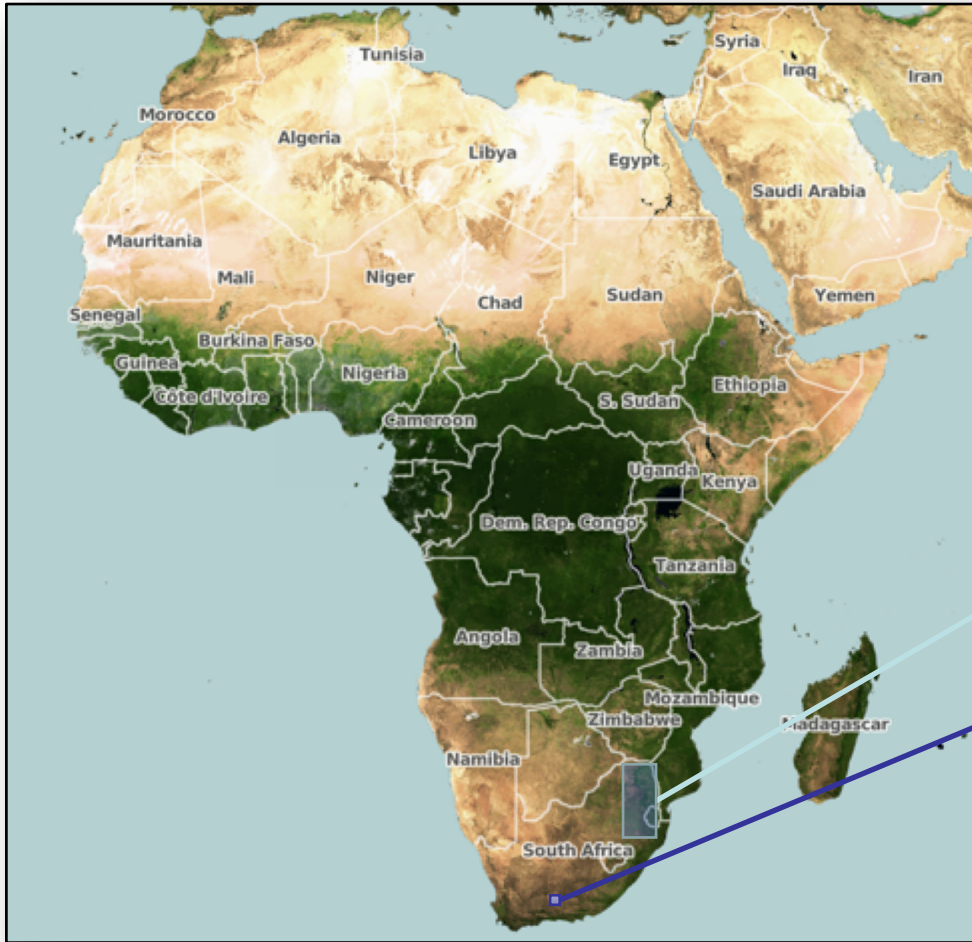 Syria
Tunisia
Iraq
Iran
Morocco
Algeria
Libya
Egypt
Saudi Arabia
Mauritania
Mali
Niger
Chad
Sudan
Yemen
Senegal
Burkina Faso
Guinea
Nigeria
Ethiopia
Côte d'Ivoire
S. Sudan
Cameroon
Uganda
Kenya
Dem. Rep. Congo
Tanzania
Angola
Zambia
Mozambique
Zimbabwe
Madagascar
Namibia
South Africa